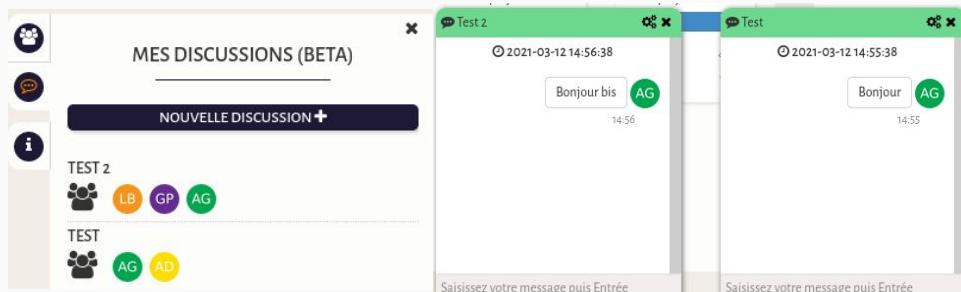 MES DISCUSSIONS (BETA)
NOUVELLE DISCUSSION
TEST 2
LB GP AG
TEST
AG AD
Test 2
2021-03-12 14:56:38
Bonjour bis AG
14:56
Saisissez votre message puis Entrée
Test
2021-03-12 14:55:38
Bonjour AG
14:55
Saisissez votre message puis Entrée